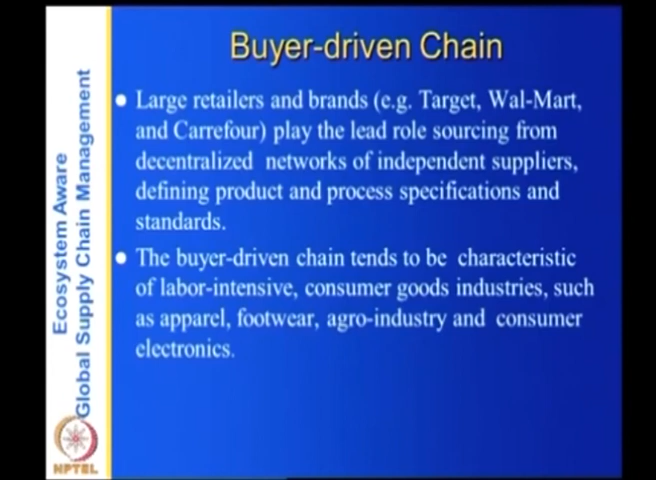 Buyer-driven Chain
Large retailers and brands (e.g. Target, Wal-Mart,
and Carrefour) play the lead role sourcing from
decentralized networks of independent suppliers,
defining product and process specifications and
standards.
The buyer-driven chain tends to be characteristic
of labor-intensive, consumer goods industries, such
as apparel, footwear, agro-industry and consumer
electronics.
Ecosystem Aware
Global Supply Chain Management
NPTEL